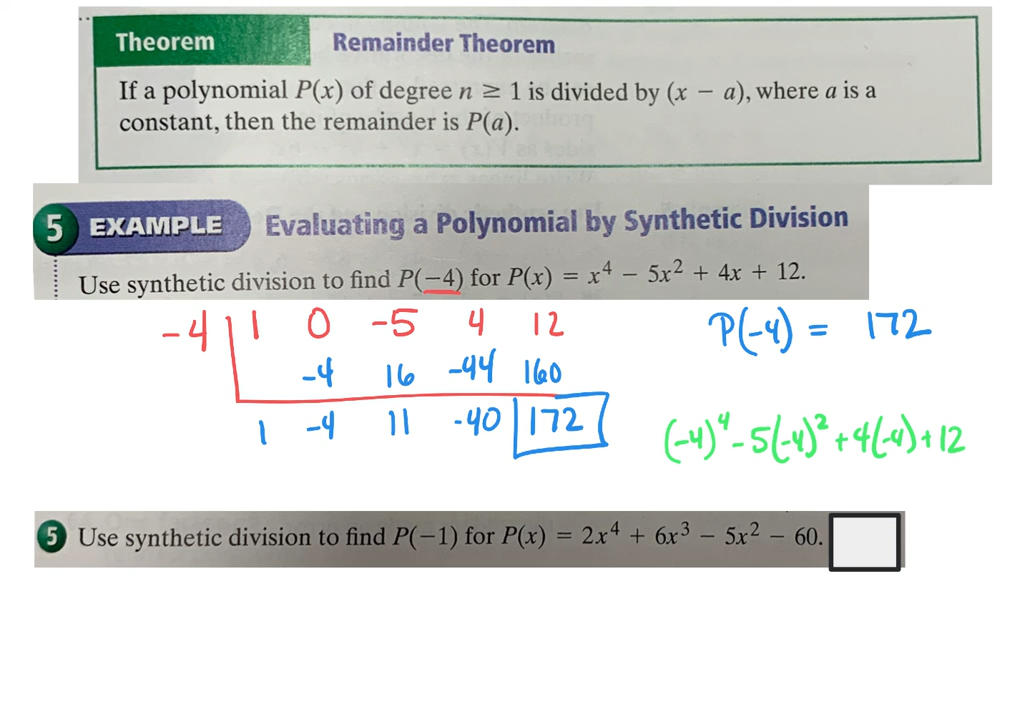 Theorem Remainder Theorem
If a polynomial P(x) of degree n ≥ 1 is divided by (x − a), where a is a
constant, then the remainder is P(a).
5 EXAMPLE Evaluating a Polynomial by Synthetic Division
Use synthetic division to find P(−4) for P(x) = x⁴ − 5x² + 4x + 12.
-4 1 0 -5 4 12
-4 16 -44 160
1 -4 11 -40 172
P(-4) = 172
(-4)⁴ - 5(-4)² + 4(-4) + 12
5 Use synthetic division to find P(−1) for P(x) = 2x⁴ + 6x³ − 5x² − 60.